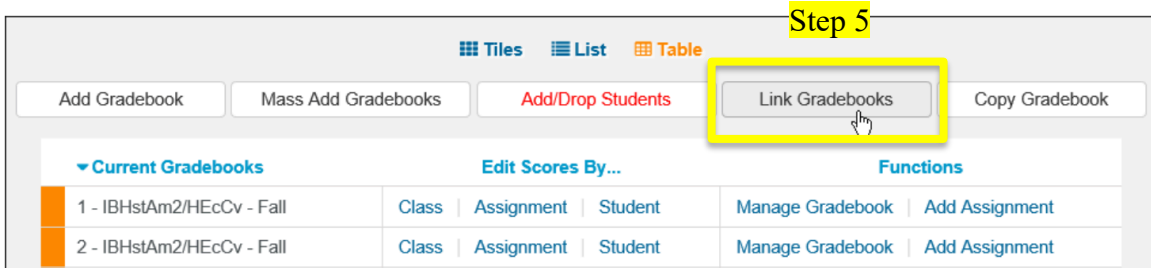 Step 5
Tiles List Table
Add Gradebook Mass Add Gradebooks Add/Drop Students Link Gradebooks Copy Gradebook
Current Gradebooks Edit Scores By... Functions
1 - IBHstAm2/HEcCv - Fall Class | Assignment | Student Manage Gradebook | Add Assignment
2 - IBHstAm2/HEcCv - Fall Class | Assignment | Student Manage Gradebook | Add Assignment